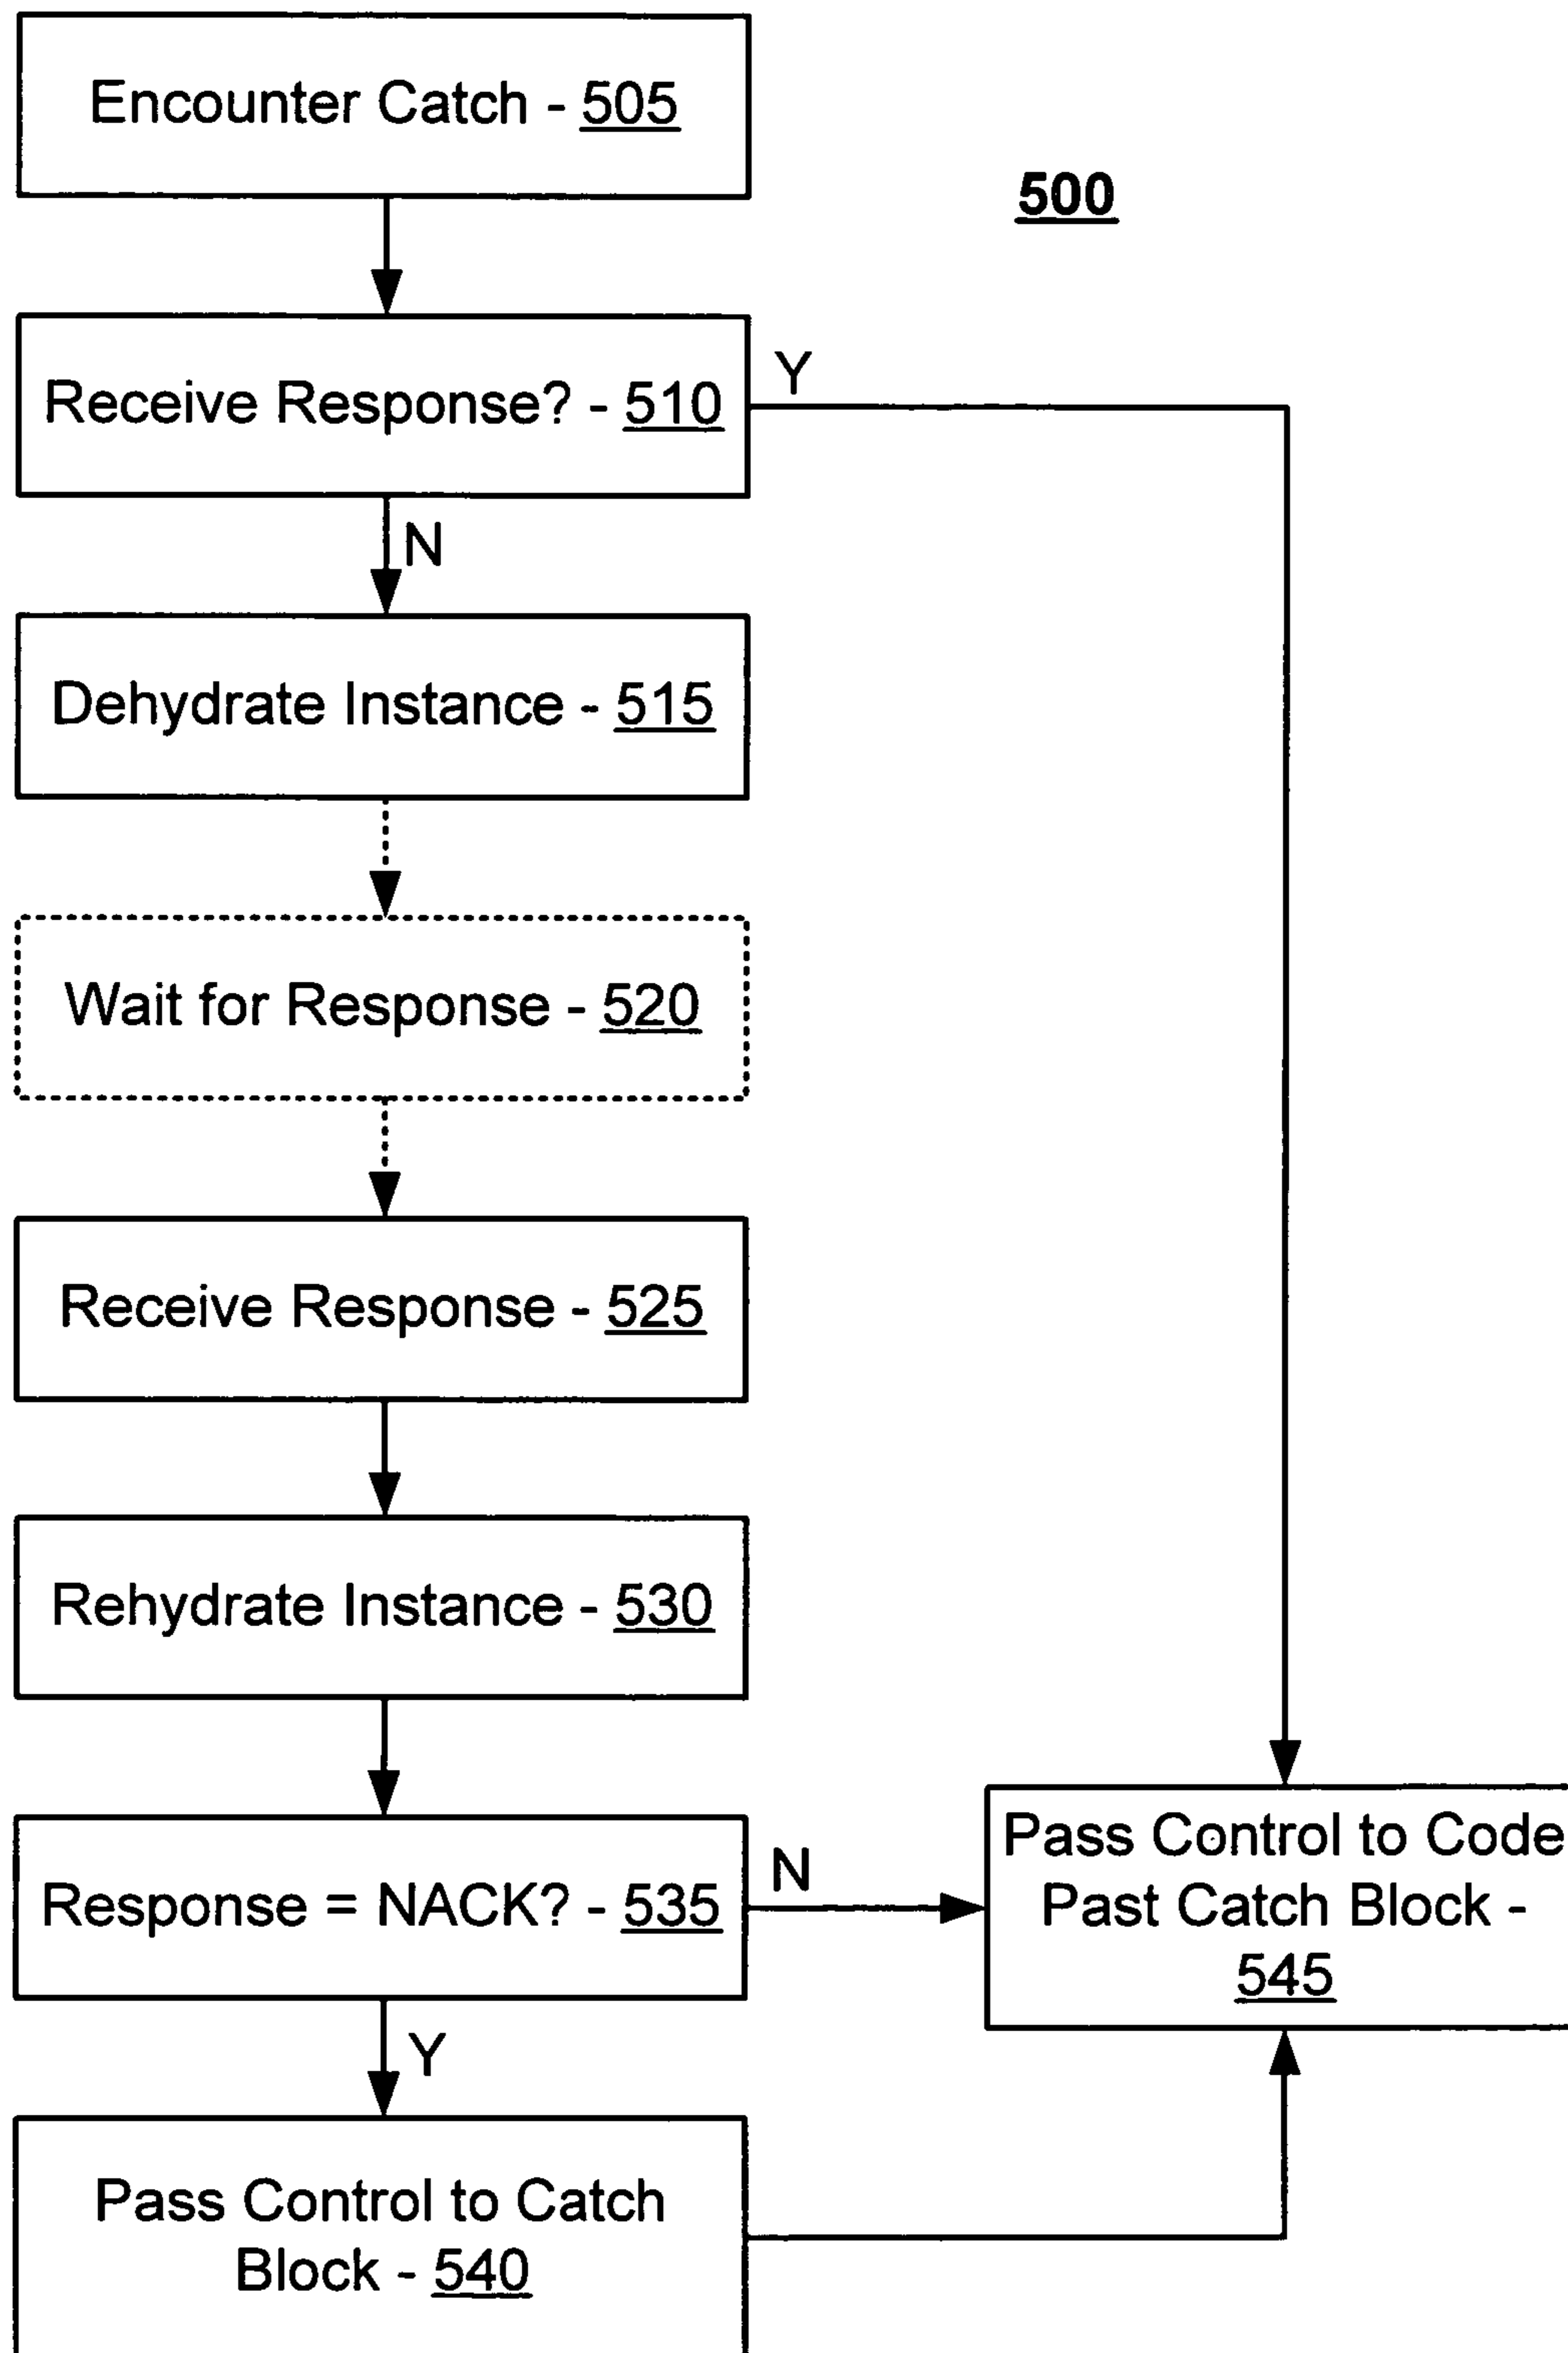 Encounter Catch - 505
500
Receive Response? - 510
Y
N
Dehydrate Instance - 515
Wait for Response - 520
Receive Response - 525
Rehydrate Instance - 530
Response = NACK? - 535
N
Pass Control to Code
Past Catch Block -
545
Y
Pass Control to Catch
Block - 540